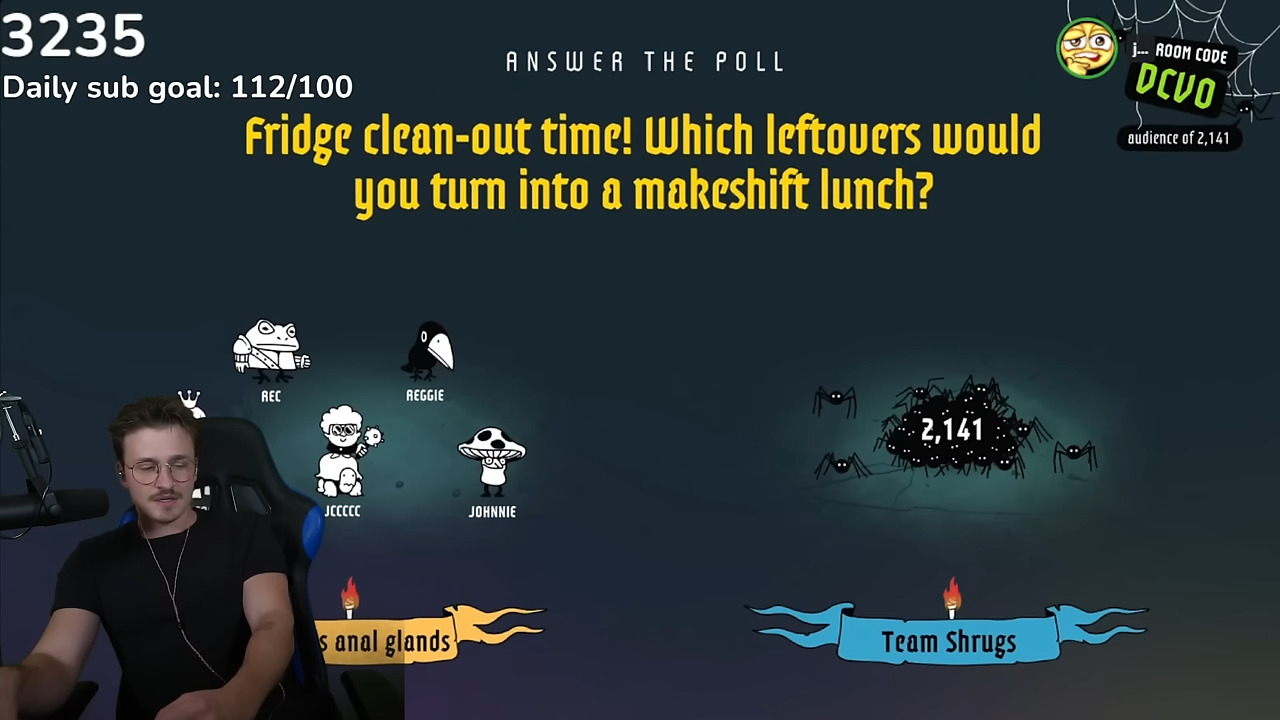 3235
Daily sub goal: 112/100
ANSWER THE POLL
j... ROOM CODE
DCVO
audience of 2,141
Fridge clean-out time! Which leftovers would
you turn into a makeshift lunch?
REC
REGGIE
2,141
JCCCCC
JOHNNIE
s anal glands
Team Shrugs